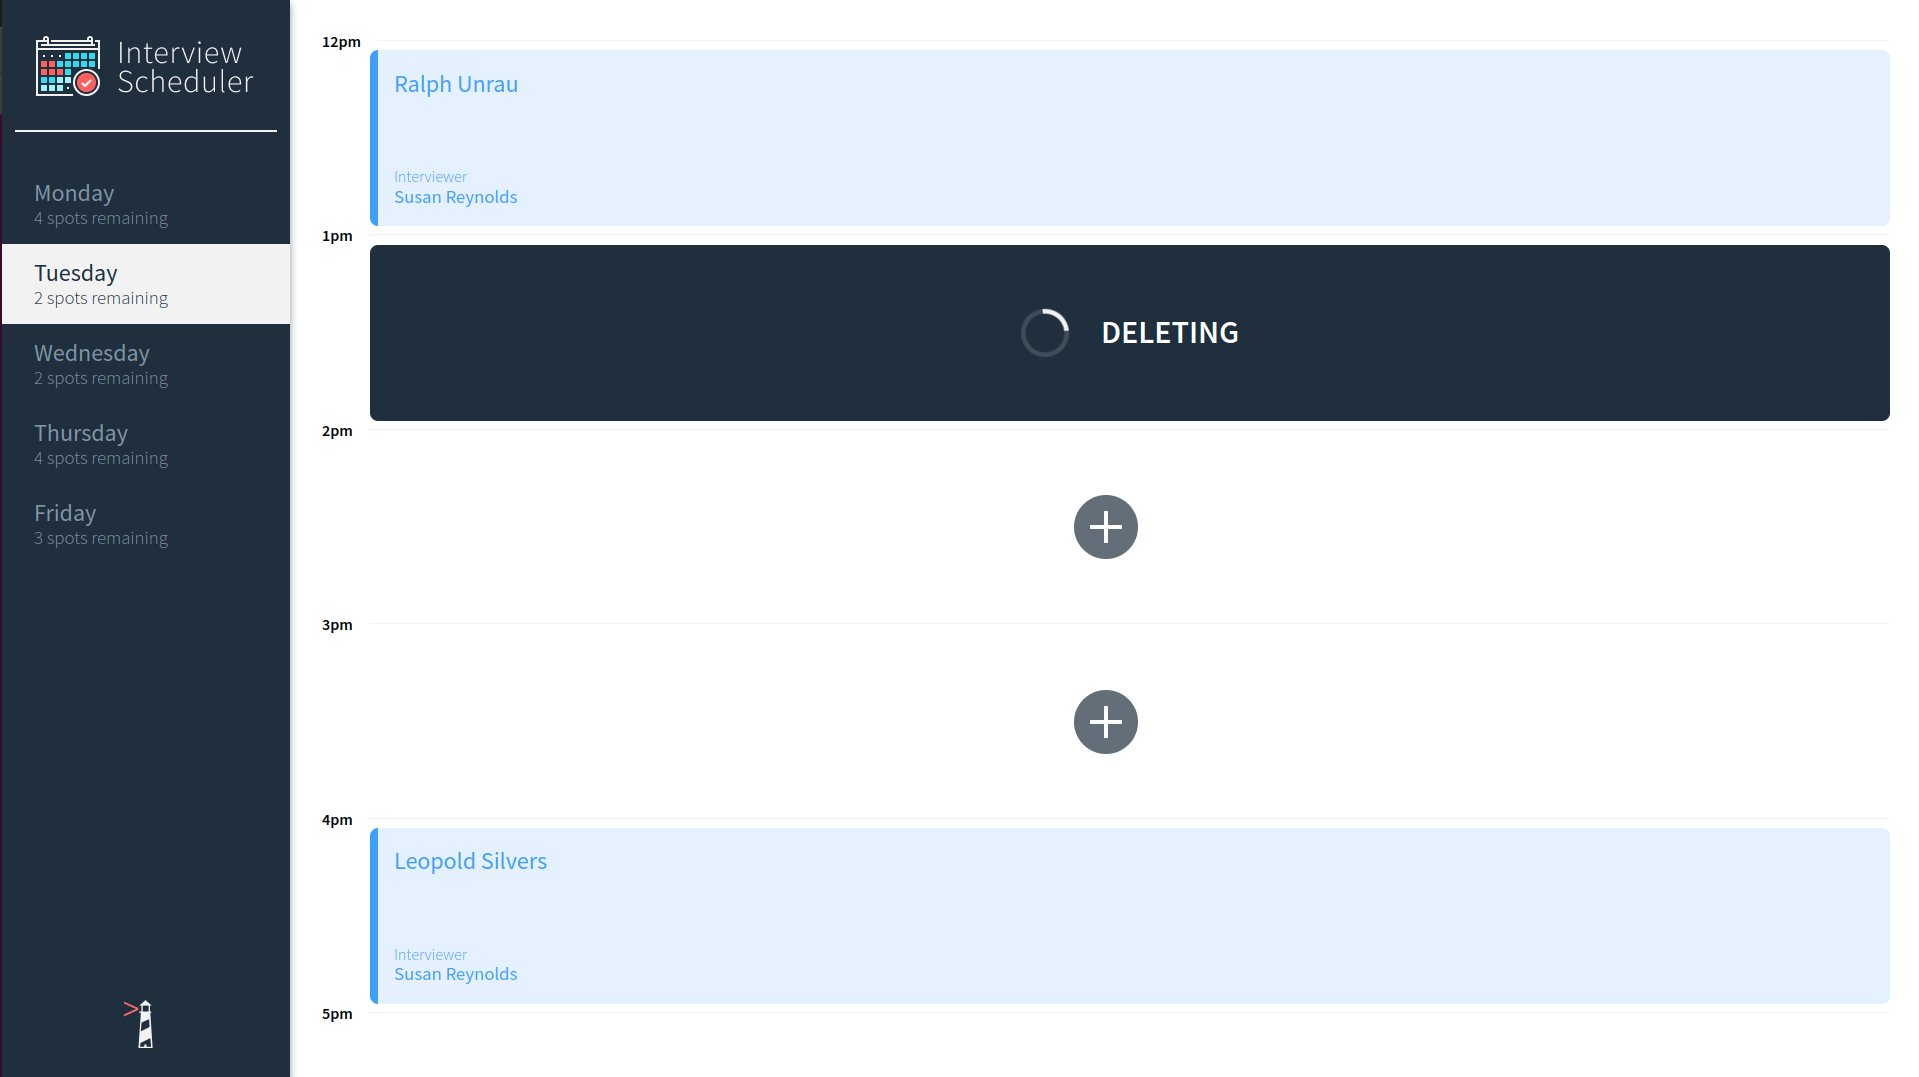 Interview
Scheduler
Monday
4 spots remaining
Tuesday
2 spots remaining
Wednesday
2 spots remaining
Thursday
4 spots remaining
Friday
3 spots remaining
12pm
Ralph Unrau
Interviewer
Susan Reynolds
1pm
DELETING
2pm
3pm
4pm
Leopold Silvers
Interviewer
Susan Reynolds
5pm